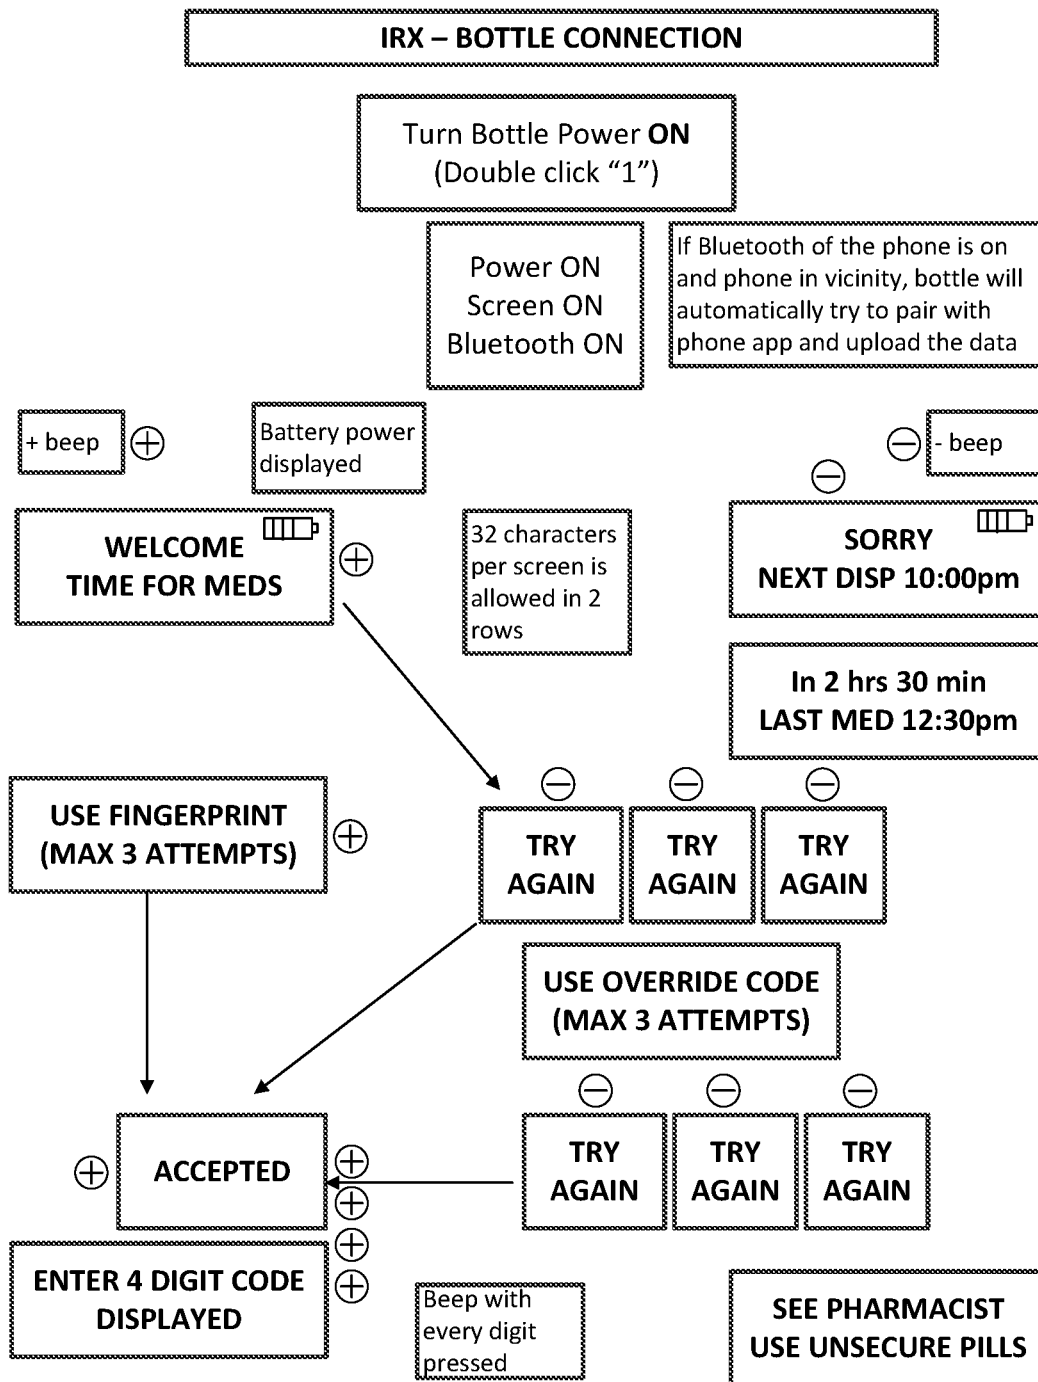 IRX – BOTTLE CONNECTION
Turn Bottle Power ON
(Double click “1”)
Power ON
Screen ON
Bluetooth ON
If Bluetooth of the phone is on
and phone in vicinity, bottle will
automatically try to pair with
phone app and upload the data
+ beep
Battery power
displayed
- beep
WELCOME
TIME FOR MEDS
32 characters
per screen is
allowed in 2
rows
SORRY
NEXT DISP 10:00pm
In 2 hrs 30 min
LAST MED 12:30pm
USE FINGERPRINT
(MAX 3 ATTEMPTS)
TRY
AGAIN
TRY
AGAIN
TRY
AGAIN
USE OVERRIDE CODE
(MAX 3 ATTEMPTS)
ACCEPTED
TRY
AGAIN
TRY
AGAIN
TRY
AGAIN
ENTER 4 DIGIT CODE
DISPLAYED
Beep with
every digit
pressed
SEE PHARMACIST
USE UNSECURE PILLS